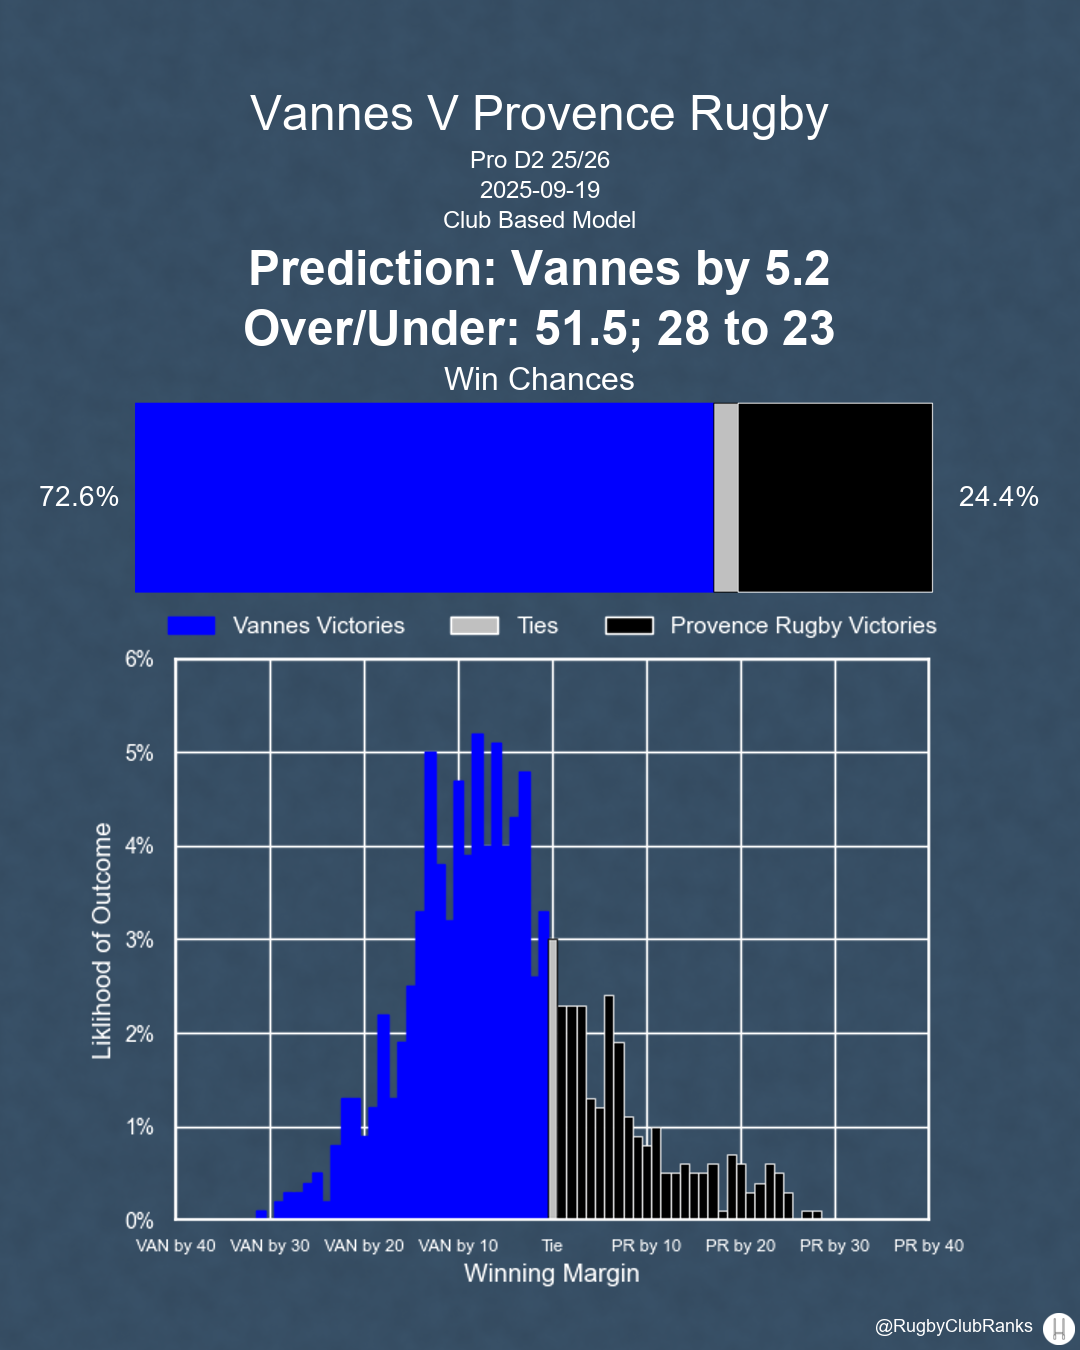 Vannes V Provence Rugby
Pro D2 25/26
2025-09-19
Club Based Model
Prediction: Vannes by 5.2
Over/Under: 51.5; 28 to 23
Win Chances
72.6%
24.4%
Vannes Victories
Ties
Provence Rugby Victories
6%
5%
4%
3%
2%
1%
0%
Liklihood of Outcome
VAN by 40
VAN by 30
VAN by 20
VAN by 10
Tie
PR by 10
PR by 20
PR by 30
PR by 40
Winning Margin
@RugbyClubRanks